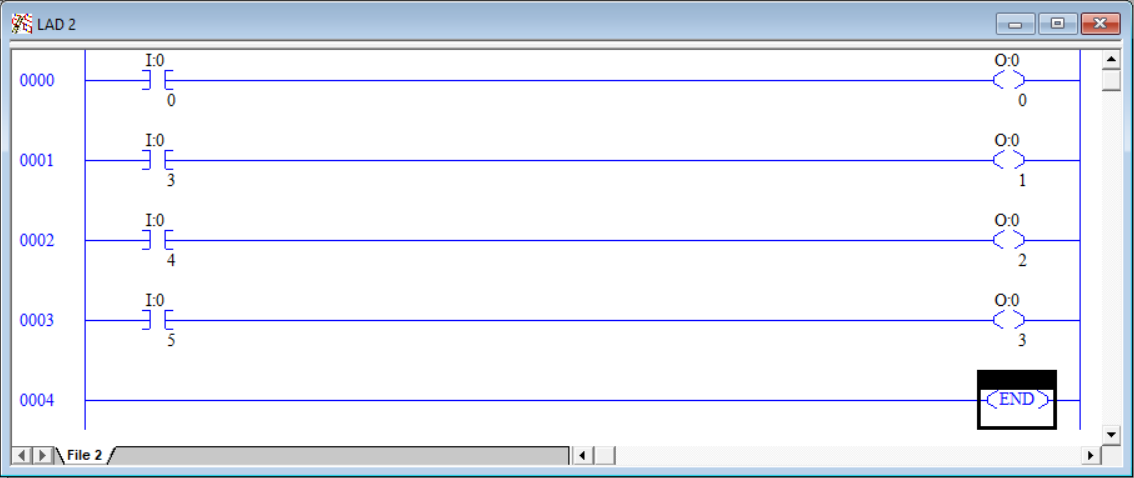 LAD 2
I:0 O:0
0000
0 0
I:0 O:0
0001
3 1
I:0 O:0
0002
4 2
I:0 O:0
0003
5 3
0004 END
File 2